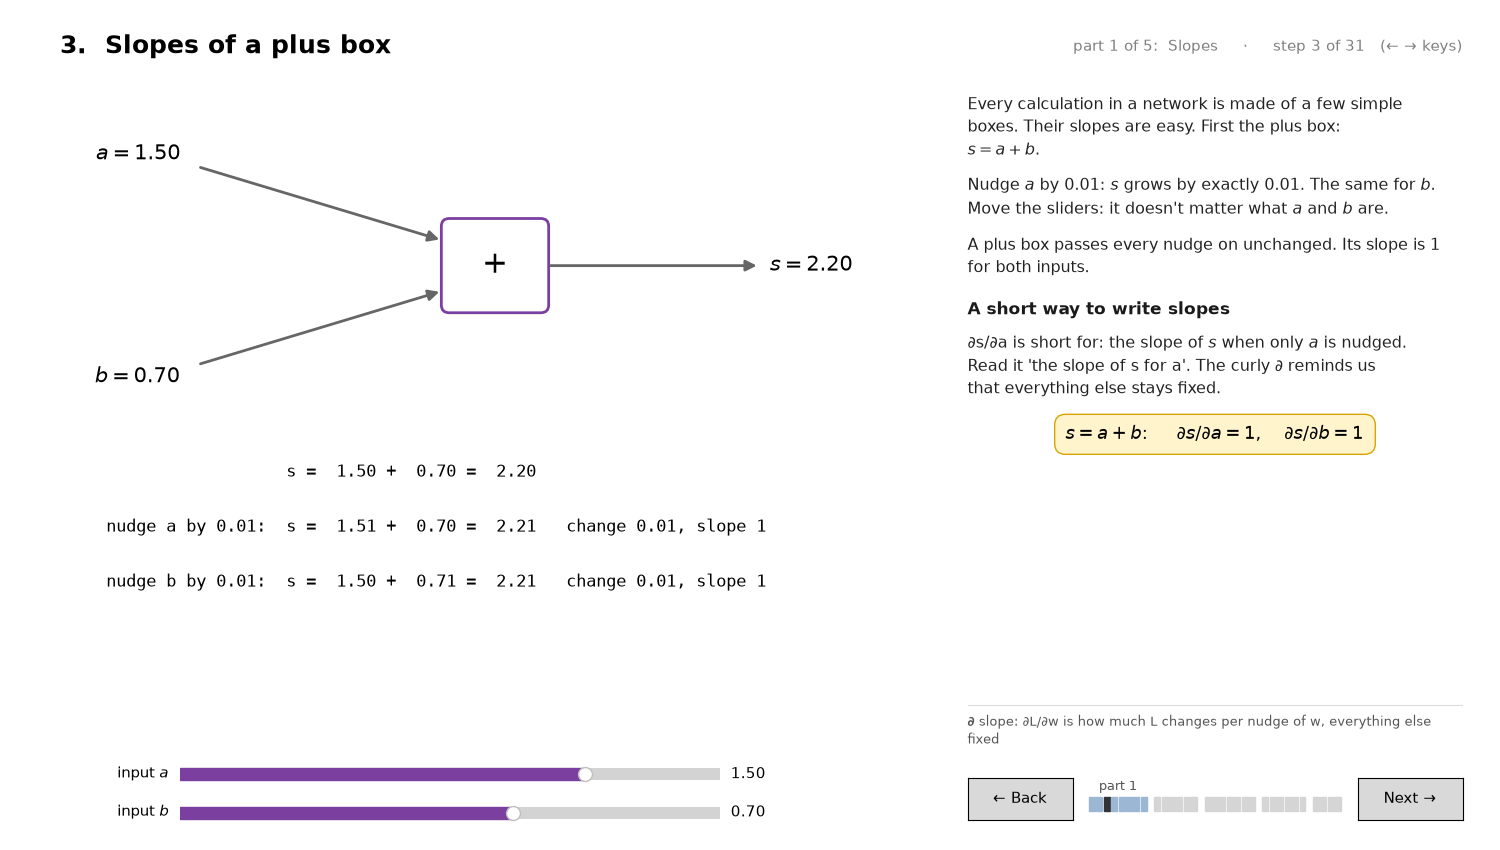 3. Slopes of a plus box
part 1 of 5: Slopes · step 3 of 31 (← → keys)
a = 1.50
b = 0.70
+
s = 2.20
s = 1.50 + 0.70 = 2.20
nudge a by 0.01: s = 1.51 + 0.70 = 2.21 change 0.01, slope 1
nudge b by 0.01: s = 1.50 + 0.71 = 2.21 change 0.01, slope 1
input a 1.50
input b 0.70
Every calculation in a network is made of a few simple
boxes. Their slopes are easy. First the plus box:
s = a + b.
Nudge a by 0.01: s grows by exactly 0.01. The same for b.
Move the sliders: it doesn't matter what a and b are.
A plus box passes every nudge on unchanged. Its slope is 1
for both inputs.
A short way to write slopes
∂s/∂a is short for: the slope of s when only a is nudged.
Read it 'the slope of s for a'. The curly ∂ reminds us
that everything else stays fixed.
s = a + b: ∂s/∂a = 1, ∂s/∂b = 1
∂ slope: ∂L/∂w is how much L changes per nudge of w, everything else
fixed
← Back
part 1
Next →